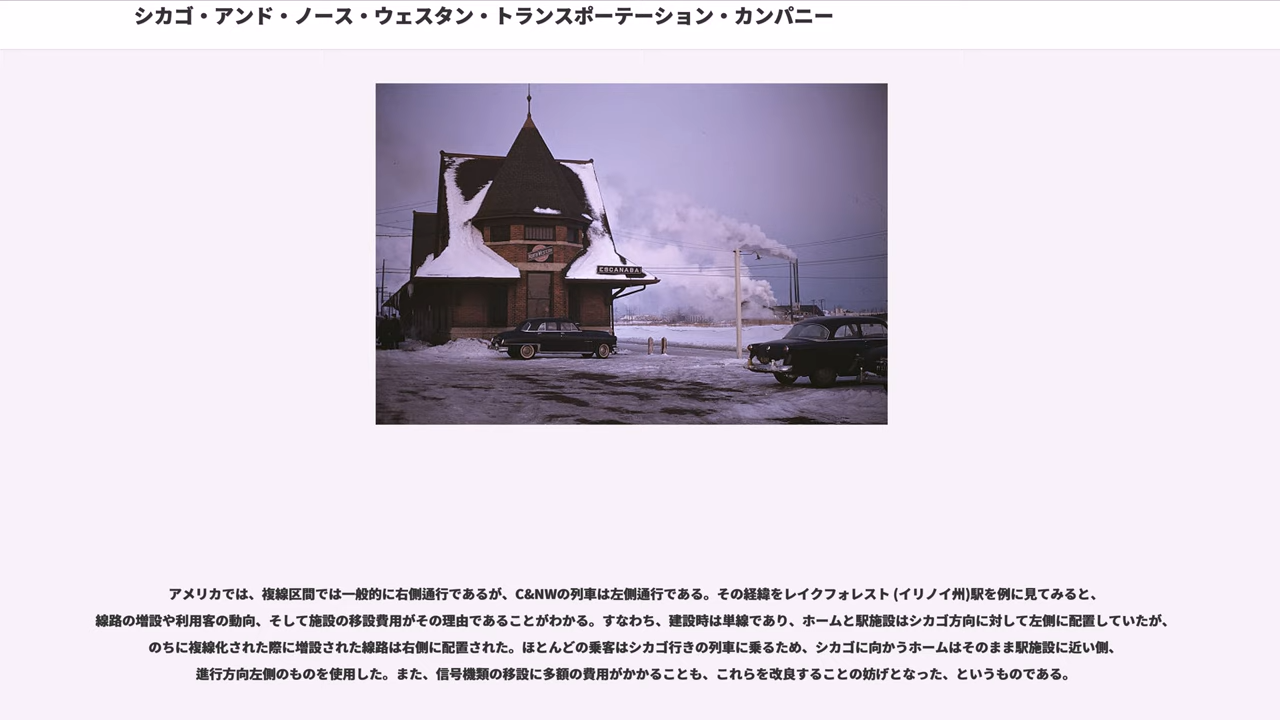 シカゴ・アンド・ノース・ウェスタン・トランスポーテーション・カンパニー
ESCANABA
アメリカでは、複線区間では一般的に右側通行であるが、C&NWの列車は左側通行である。その経緯をレイクフォレスト (イリノイ州)駅を例に見てみると、
線路の増設や利用客の動向、そして施設の移設費用がその理由であることがわかる。すなわち、建設時は単線であり、ホームと駅施設はシカゴ方向に対して左側に配置していたが、
のちに複線化された際に増設された線路は右側に配置された。ほとんどの乗客はシカゴ行きの列車に乗るため、シカゴに向かうホームはそのまま駅施設に近い側、
進行方向左側のものを使用した。また、信号機類の移設に多額の費用がかかることも、これらを改良することの妨げとなった、というものである。